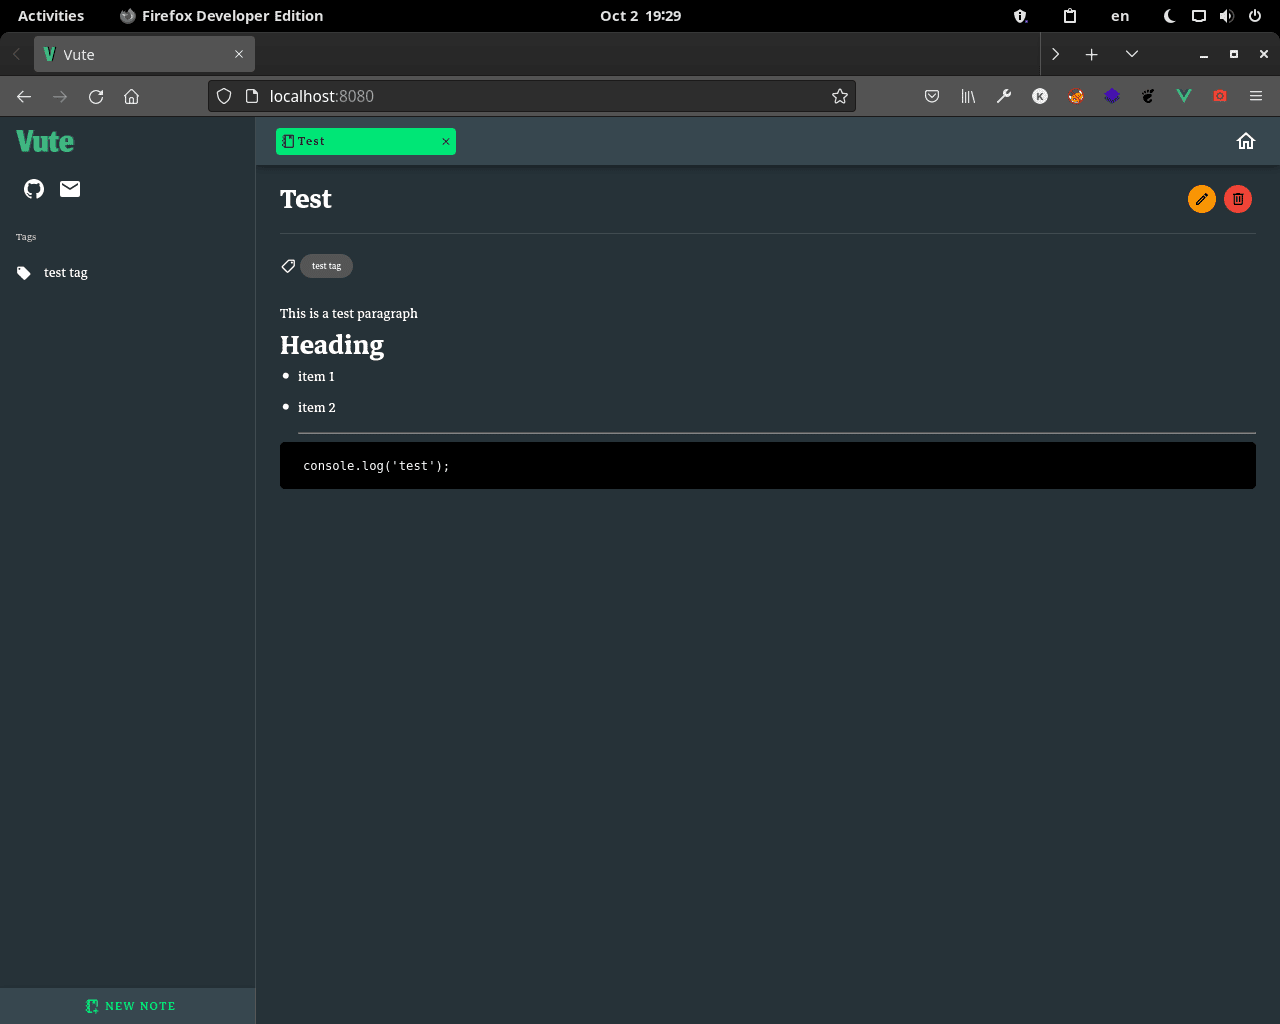 Activities
Firefox Developer Edition
Oct 2 19:29
en
Vute
localhost:8080
K
Vute
Test
Test
Tags
test tag
test tag
This is a test paragraph
Heading
item 1
item 2
console.log('test');
NEW NOTE